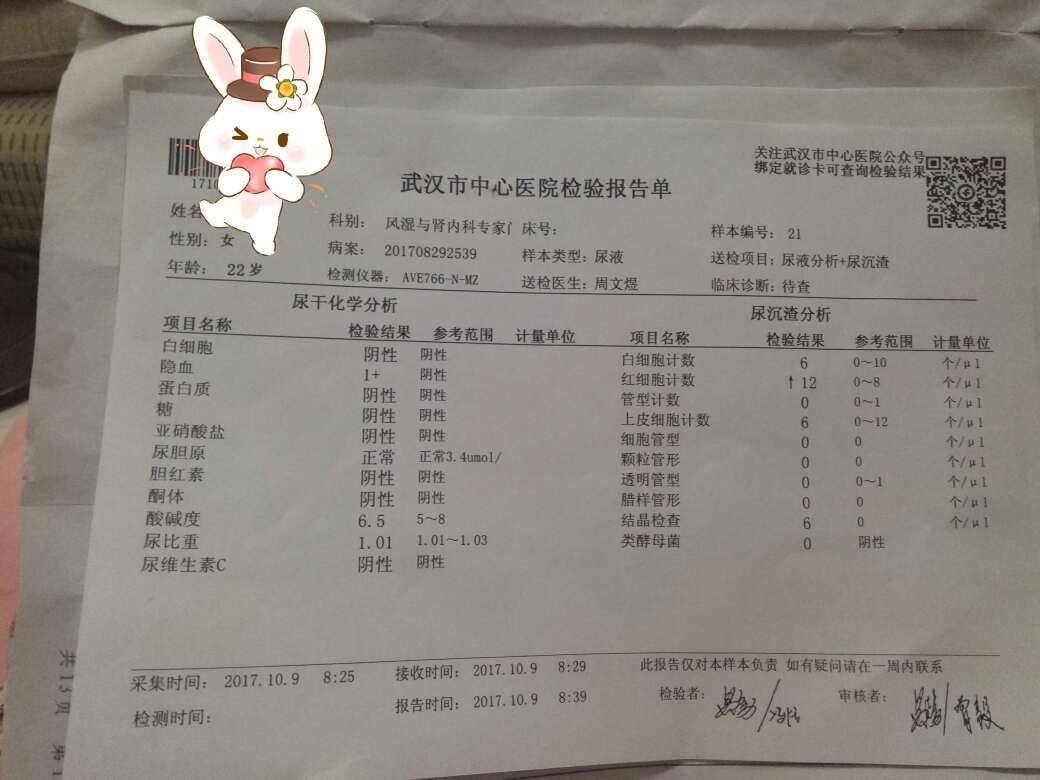 关注武汉市中心医院公众号
绑定就诊卡可查询检验结果
171
武汉市中心医院检验报告单
姓名
科别： 风湿与肾内科专家门 床号：
样本编号： 21
性别：女
病案： 201708292539
样本类型：尿液
送检项目：尿液分析+尿沉渣
年龄： 22岁
检测仪器： AVE766-N-MZ
送检医生：周文煜
临床诊断：待查
尿干化学分析
尿沉渣分析
项目名称 检验结果 参考范围 计量单位
白细胞 阴性 阴性
隐血 1+ 阴性
蛋白质 阴性 阴性
糖 阴性 阴性
亚硝酸盐 阴性 阴性
尿胆原 正常 正常3.4umol/
胆红素 阴性 阴性
酮体 阴性 阴性
酸碱度 6.5 5～8
尿比重 1.01 1.01～1.03
尿维生素C 阴性 阴性
项目名称 检验结果 参考范围 计量单位
白细胞计数 6 0～10 个/μl
红细胞计数 ↑12 0～8 个/μl
管型计数 0 0～1 个/μl
上皮细胞计数 6 0～12 个/μl
细胞管型 0 0 个/μl
颗粒管形 0 0 个/μl
透明管型 0 0～1 个/μl
腊样管形 0 0 个/μl
结晶检查 6 0 个/μl
类酵母菌 0 阴性
采集时间： 2017.10.9 8:25
接收时间： 2017.10.9 8:29
此报告仅对本样本负责 如有疑问请在一周内联系
检测时间：
报告时间： 2017.10.9 8:39
检验者：
审核者：
共13页
第1